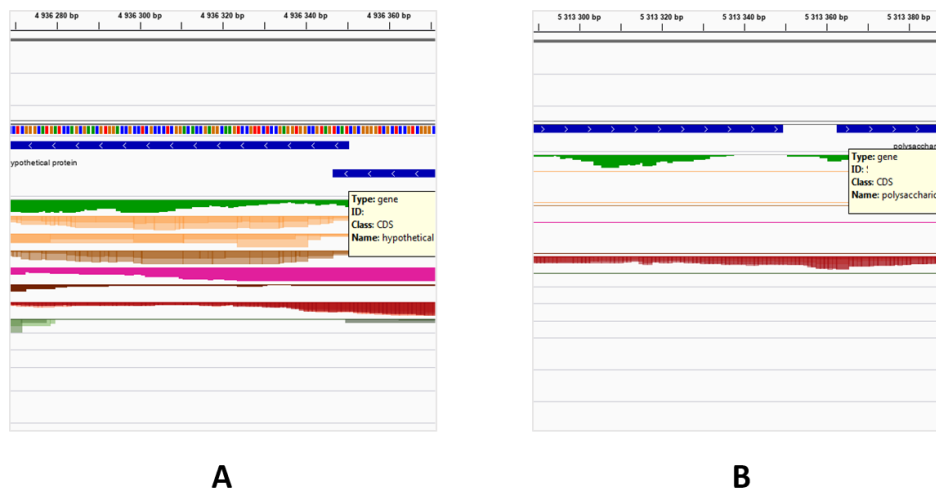 4 936 280 bp 4 936 300 bp 4 936 320 bp 4 936 340 bp 4 936 360 bp
ypothetical protein
Type: gene
ID:
Class: CDS
Name: hypothetical
A
5 313 300 bp 5 313 320 bp 5 313 340 bp 5 313 360 bp 5 313 380 bp
polysacchar
Type: gene
ID: :
Class: CDS
Name: polysaccharid
B